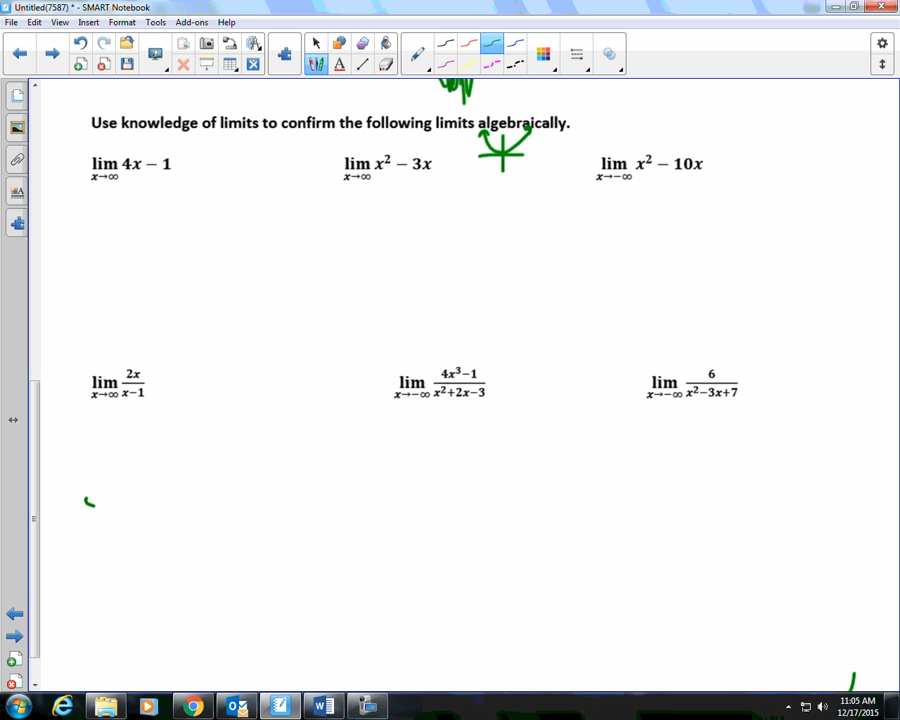 Untitled(7587) * - SMART Notebook
File Edit View Insert Format Tools Add-ons Help
Use knowledge of limits to confirm the following limits algebraically.
lim x→∞ 4x − 1
lim x→∞ x² − 3x
lim x→−∞ x² − 10x
lim x→∞ 2x/(x−1)
lim x→−∞ (4x³−1)/(x²+2x−3)
lim x→−∞ 6/(x²−3x+7)
11:05 AM
12/17/2015